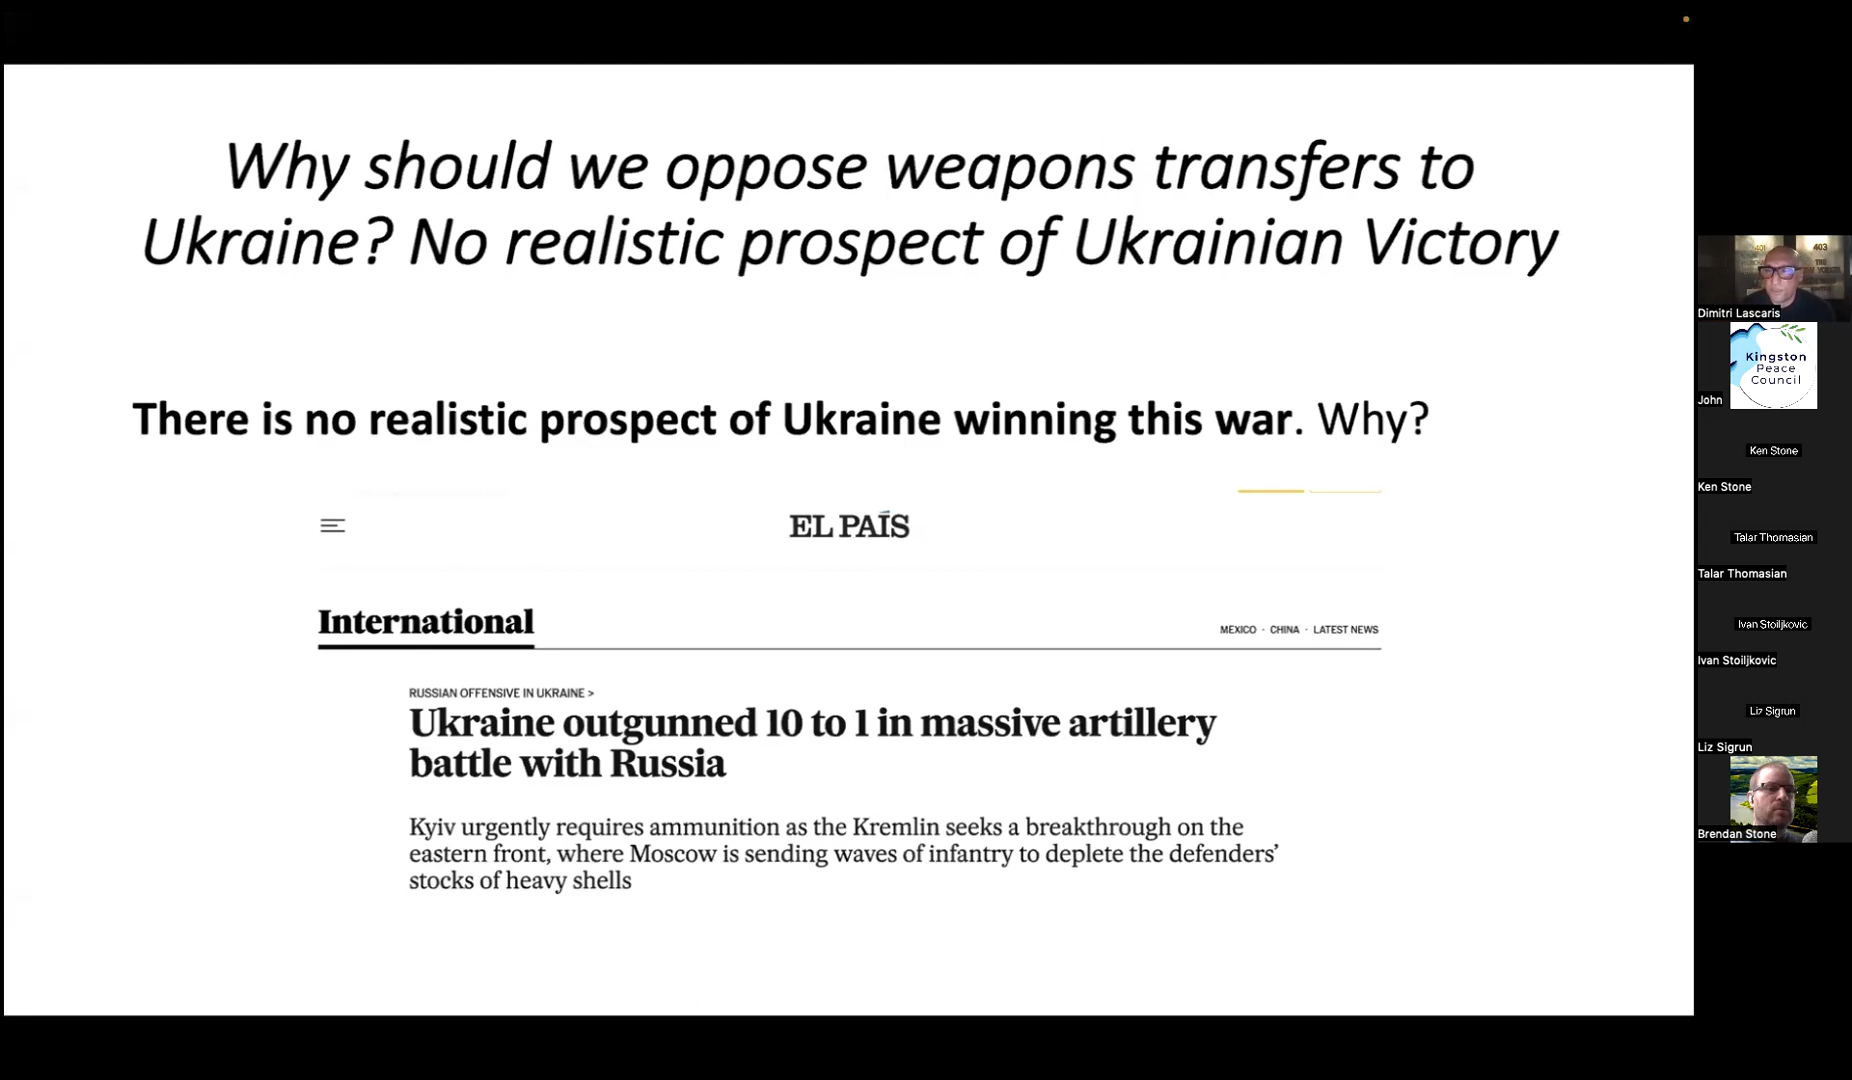 Why should we oppose weapons transfers to
Ukraine? No realistic prospect of Ukrainian Victory
There is no realistic prospect of Ukraine winning this war. Why?
EL PAÍS
International
MEXICO · CHINA · LATEST NEWS
RUSSIAN OFFENSIVE IN UKRAINE >
Ukraine outgunned 10 to 1 in massive artillery
battle with Russia
Kyiv urgently requires ammunition as the Kremlin seeks a breakthrough on the
eastern front, where Moscow is sending waves of infantry to deplete the defenders’
stocks of heavy shells
403
Dimitri Lascaris
Kingston
Peace
Council
John
Ken Stone
Ken Stone
Talar Thomasian
Talar Thomasian
Ivan Stoiljkovic
Ivan Stoiljkovic
Liz Sigrun
Liz Sigrun
Brendan Stone